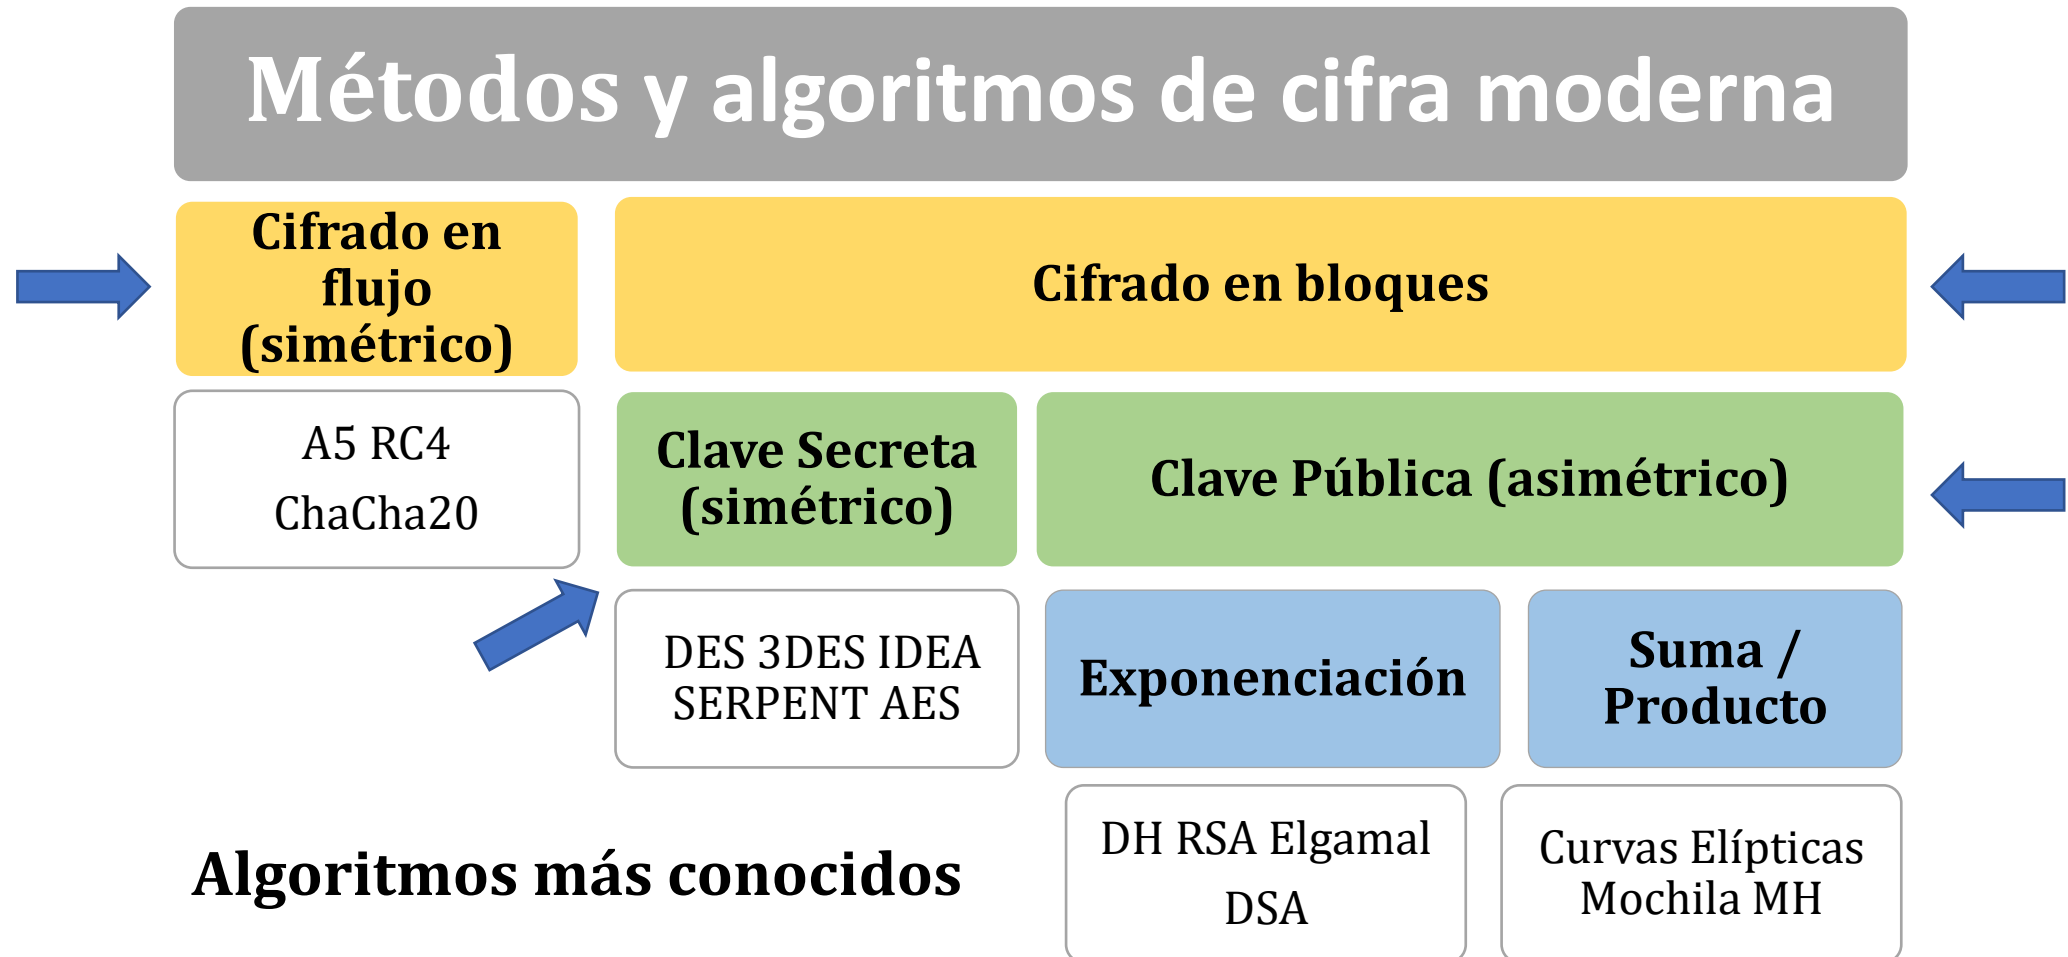 Métodos y algoritmos de cifra moderna
Cifrado en
flujo
(simétrico)
Cifrado en bloques
A5 RC4
ChaCha20
Clave Secreta
(simétrico)
Clave Pública (asimétrico)
DES 3DES IDEA
SERPENT AES
Exponenciación
Suma /
Producto
DH RSA Elgamal
DSA
Curvas Elípticas
Mochila MH
Algoritmos más conocidos